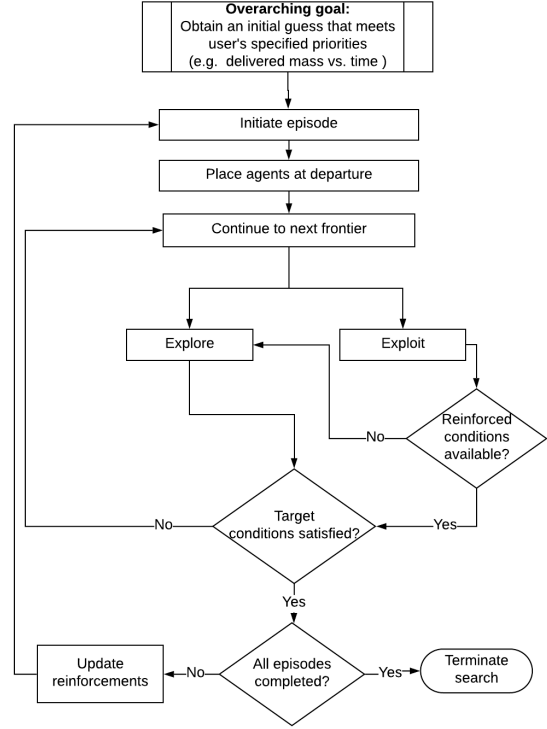 Overarching goal:
Obtain an initial guess that meets
user's specified priorities
(e.g. delivered mass vs. time )
Initiate episode
Place agents at departure
Continue to next frontier
Explore
Exploit
Reinforced
conditions
available?
No
Yes
Target
conditions satisfied?
No
Yes
All episodes
completed?
No
Yes
Update
reinforcements
Terminate
search